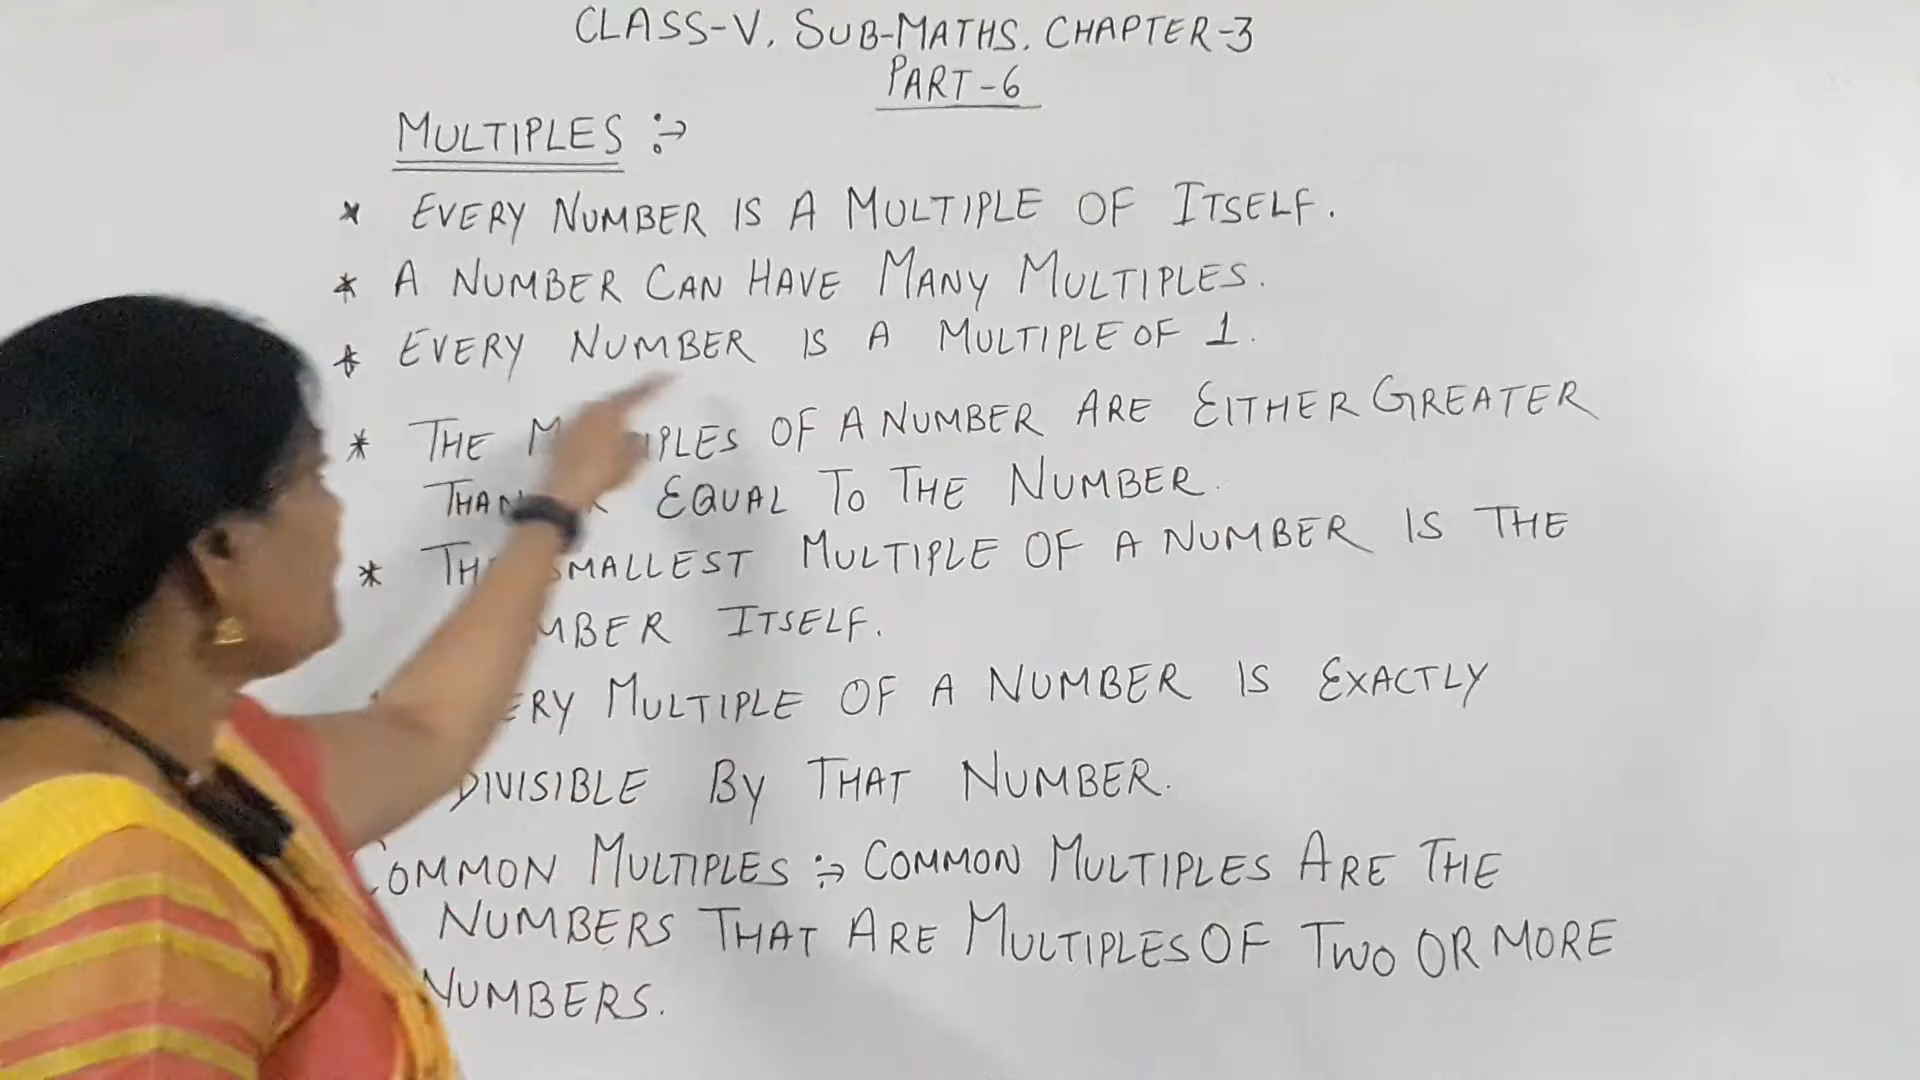 CLASS-V, SUB-MATHS, CHAPTER-3
PART-6
MULTIPLES :→
* EVERY NUMBER IS A MULTIPLE OF ITSELF.
* A NUMBER CAN HAVE MANY MULTIPLES.
* EVERY NUMBER IS A MULTIPLE OF 1.
* THE OF A NUMBER ARE EITHER GREATER
EQUAL TO THE NUMBER.
* SMALLEST MULTIPLE OF A NUMBER IS THE
ITSELF.
MULTIPLE OF A NUMBER IS EXACTLY
DIVISIBLE BY THAT NUMBER.
COMMON MULTIPLES :→ COMMON MULTIPLES ARE THE
NUMBERS THAT ARE MULTIPLES OF TWO OR MORE
NUMBERS.